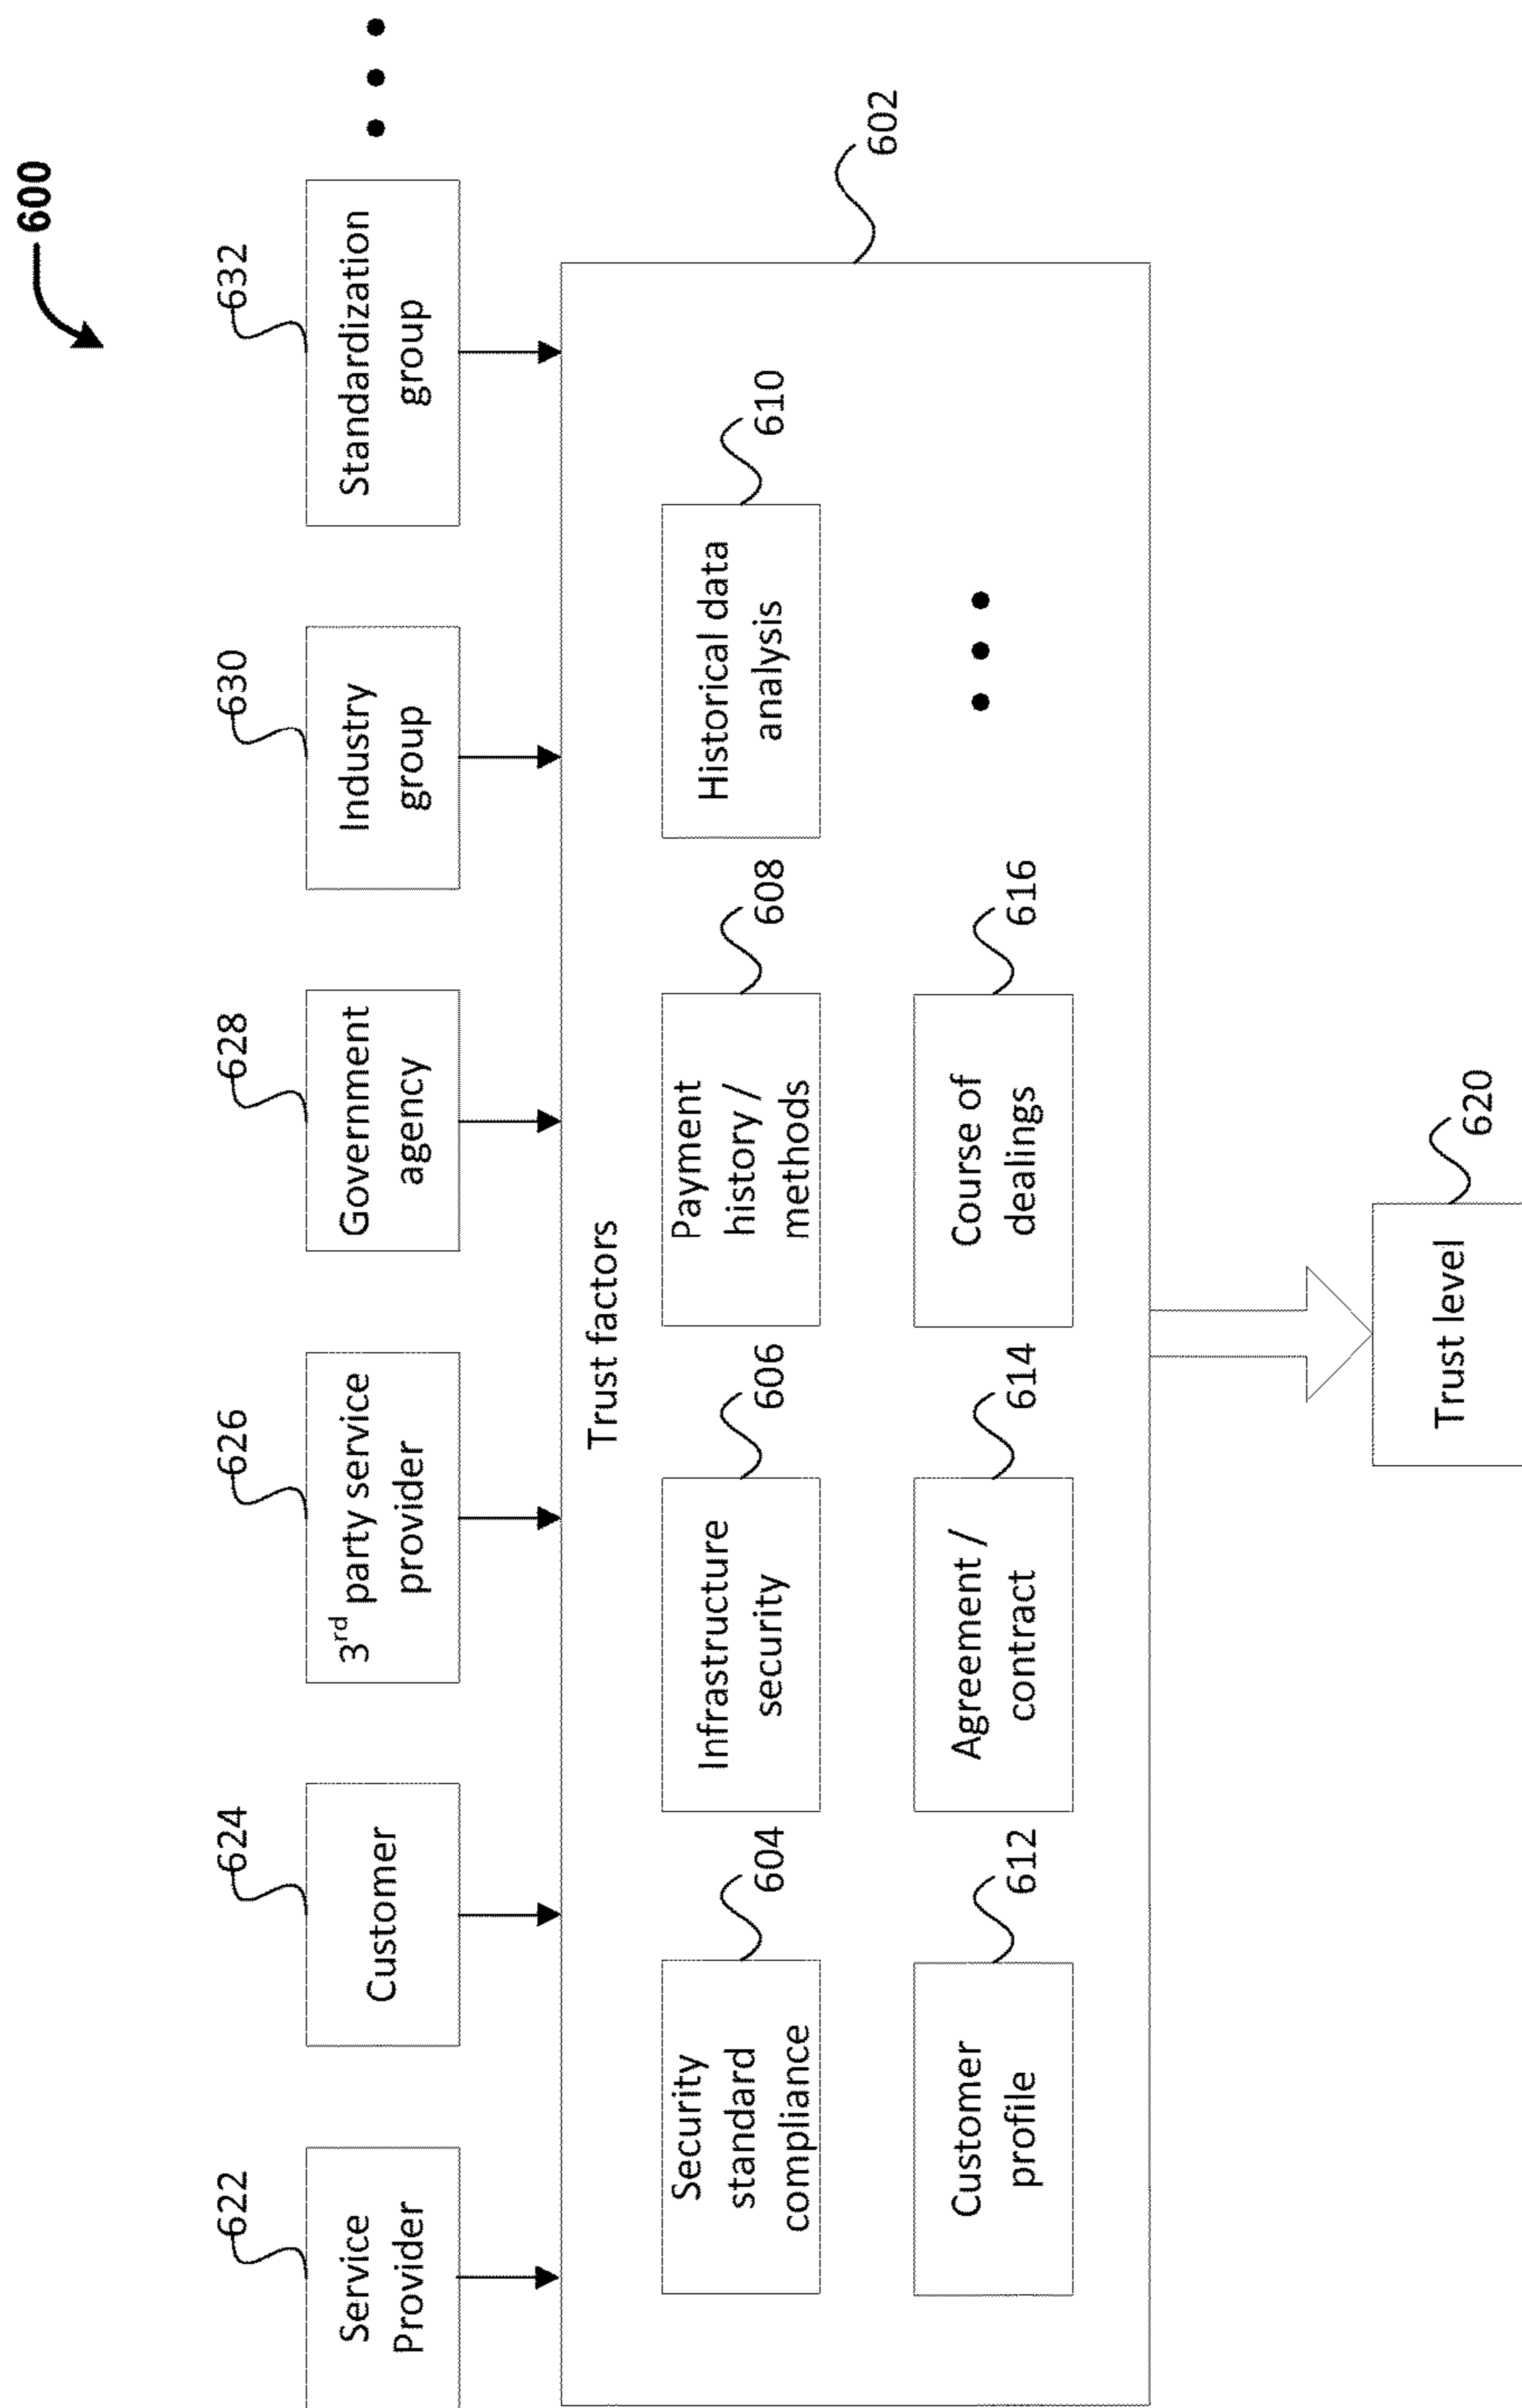 600
622
624
626
628
630
632
Service
Provider
Customer
3rd party service
provider
Government
agency
Industry
group
Standardization
group
Trust factors
602
604
606
608
610
Security
standard
compliance
Infrastructure
security
Payment
history /
methods
Historical data
analysis
612
614
616
Customer
profile
Agreement /
contract
Course of
dealings
620
Trust level